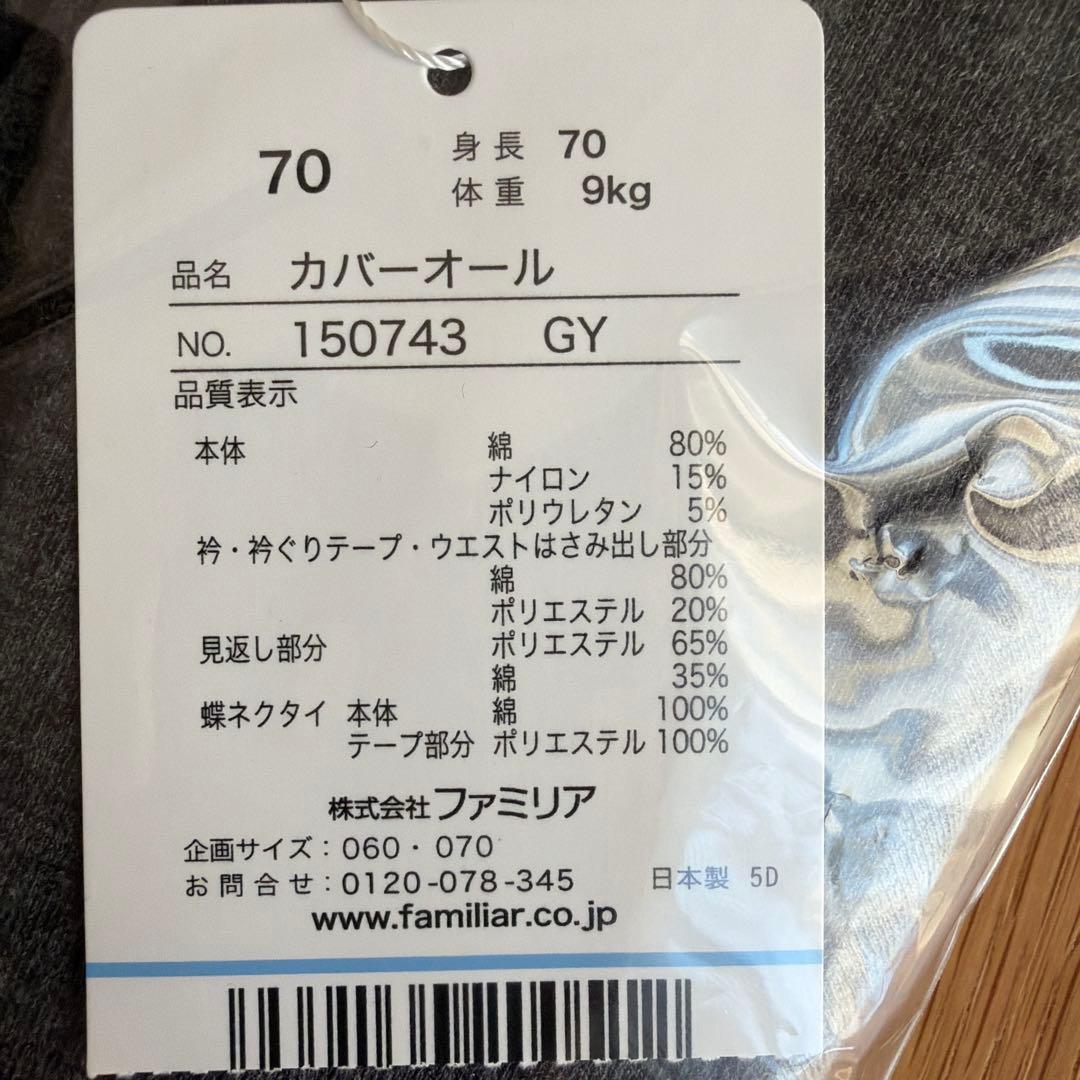 70 身長 70
体重 9kg
品名 カバーオール
NO. 150743 GY
品質表示
本体 綿 80%
ナイロン 15%
ポリウレタン 5%
衿・衿ぐりテープ・ウエストはさみ出し部分
綿 80%
ポリエステル 20%
見返し部分 ポリエステル 65%
綿 35%
蝶ネクタイ 本体 綿 100%
テープ部分 ポリエステル 100%
株式会社ファミリア
企画サイズ：060・070
お問合せ：0120-078-345 日本製 5D
www.familiar.co.jp